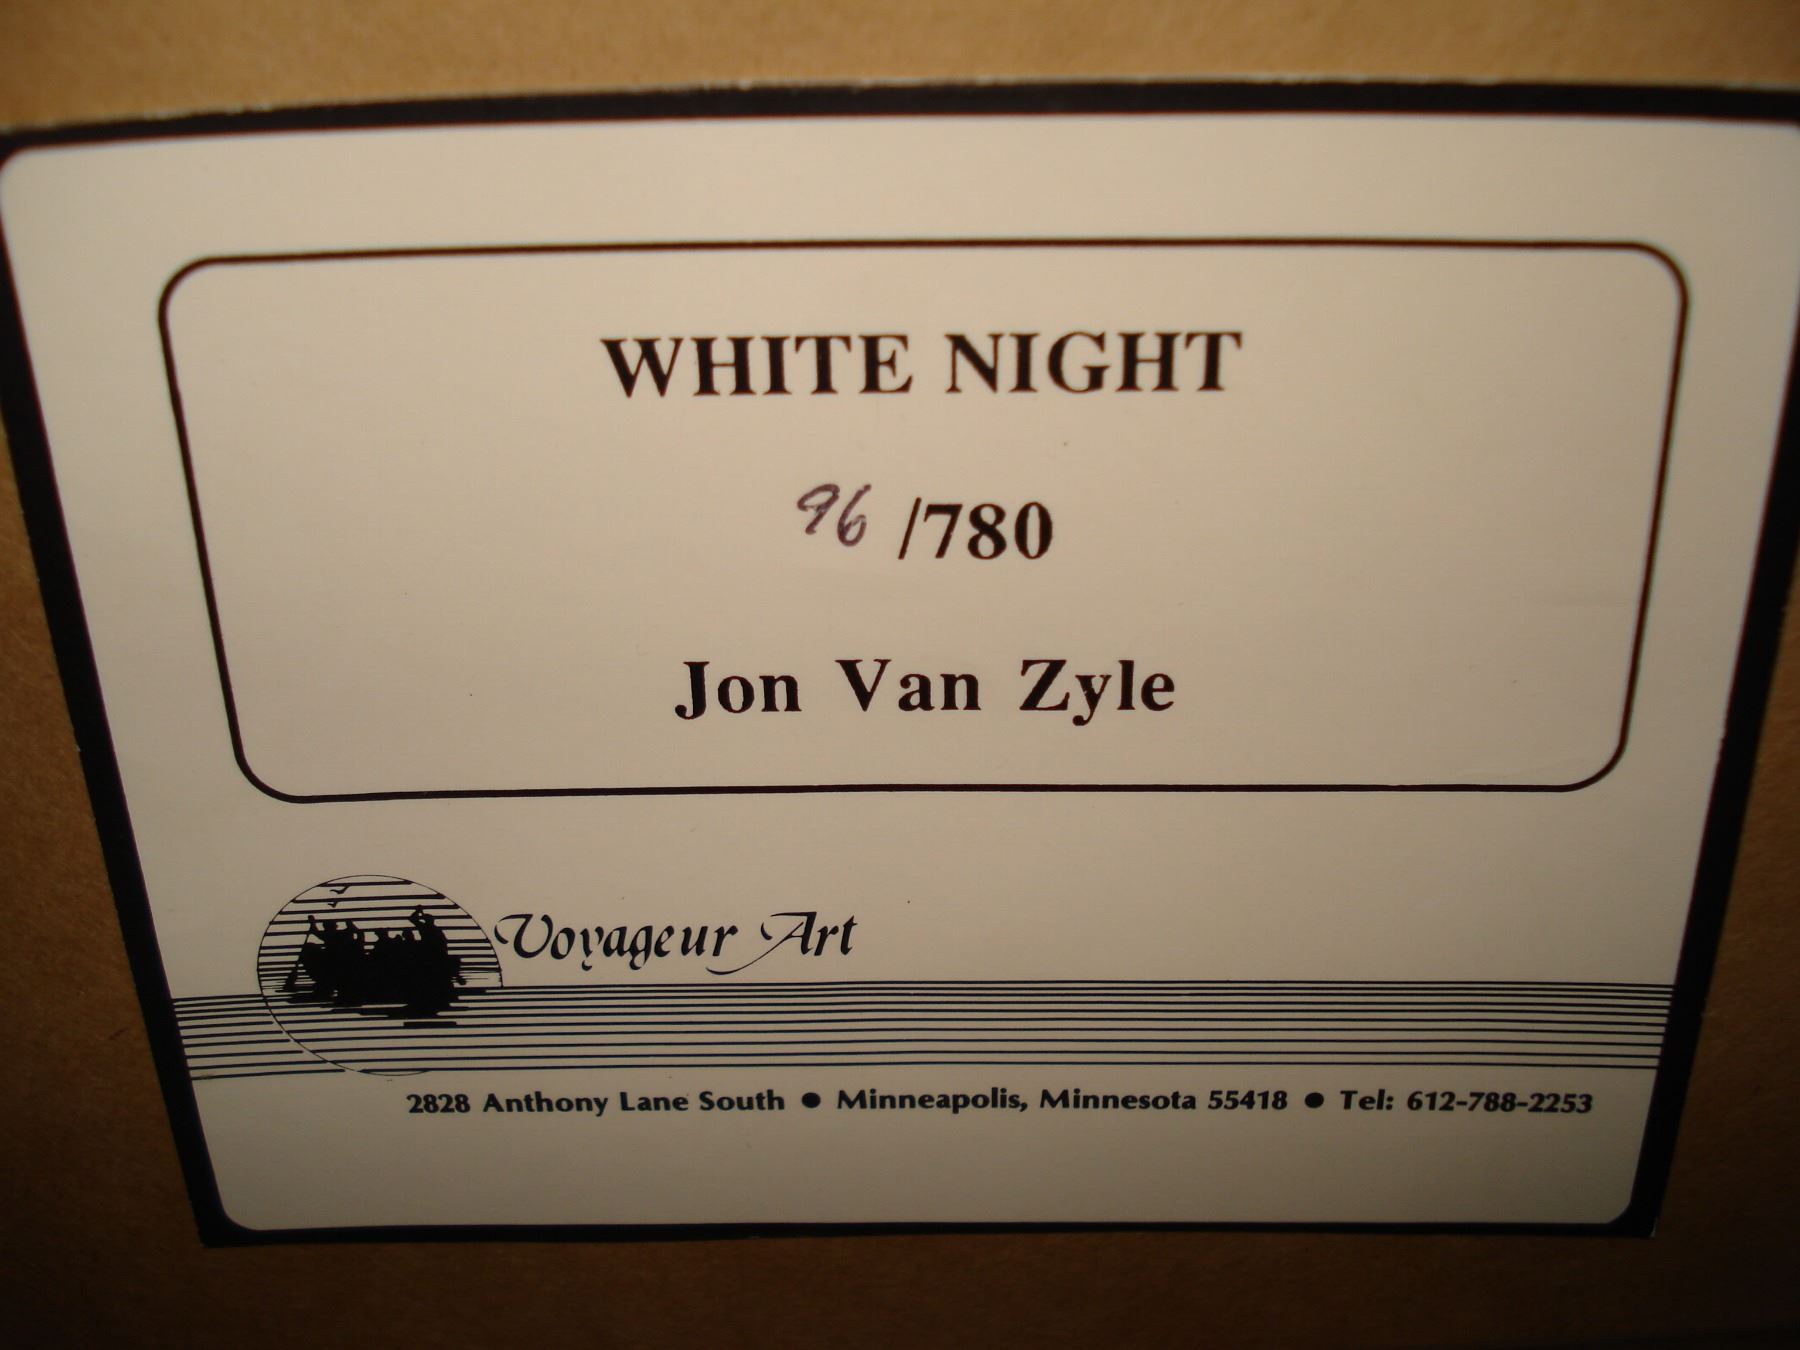 WHITE NIGHT
96 /780
Jon Van Zyle
Voyageur Art
2828 Anthony Lane South ● Minneapolis, Minnesota 55418 ● Tel: 612-788-2253